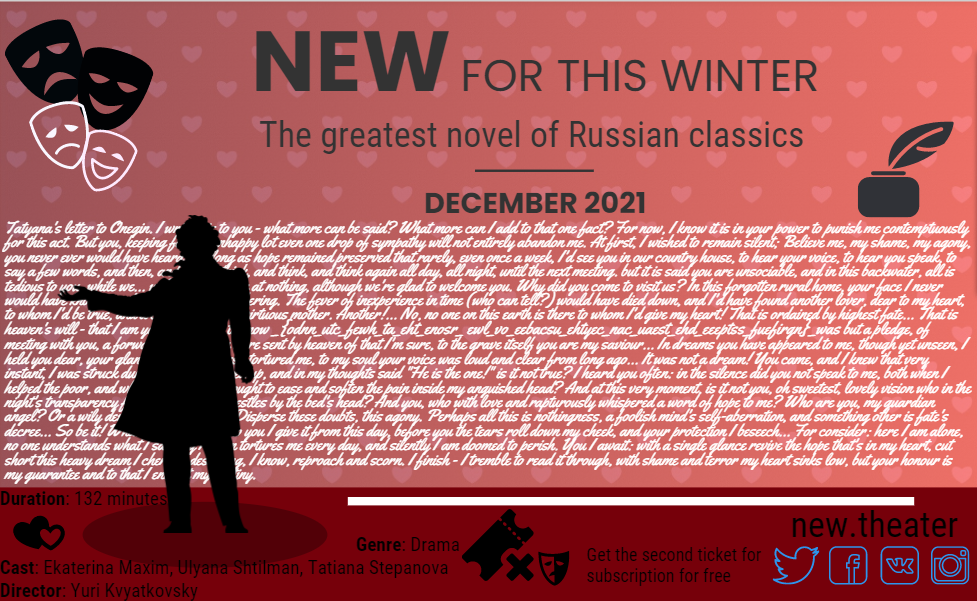 NEW FOR THIS WINTER
The greatest novel of Russian classics
DECEMBER 2021
Tatyana's letter to Onegin. I w to you - what more can be said? What more can I add to that one fact? For now, I know it is in your power to punish me contemptuously
for this act. But you, keeping f nhappy lot even one drop of sympathy will not entirely abandon me. At first, I wished to remain silent; Believe me, my shame, my agony,
you never ever would have hear ng as hope remained preserved that rarely, even once a week, I'd see you in our country house, to hear your voice, to hear you speak, to
say a few words, and then, , and think, and think again all day, all night, until the next meeting. but it is said you are unsociable, and in this backwater, all is
tedious to y while we... at nothing, although we're glad to welcome you. Why did you come to visit us? In this forgotten rural home, your face I never
would have ering. The fever of inexperience in time (who can tell?) would have died down, and I'd have found another lover, dear to my heart,
to whom I'd be true, irtuous mother. Another!... No, no one on this earth is there to whom I'd give my heart! That is ordained by highest fate... That is
heaven's will - that I am y was but a pledge, of
meeting with you, a forw re sent by heaven of that I'm sure, to the grave itself you are my saviour... In dreams you have appeared to me, though yet unseen, I
held you dear, your glan tortured me, to my soul your voice was loud and clear from long ago... It was not a dream! You came, and I knew that very
instant, I was struck du , and in my thoughts said "He is the one!" is it not true? I heard you often: in the silence did you not speak to me, both when I
helped the poor, and w ught to ease and soften the pain inside my anguished head? And at this very moment, is it not you, oh sweetest, lovely vision who in the
night's transparency f estles by the bed's head? And you, who with love and rapturously whispered a word of hope to me? Who are you, my guardian
angel? Or a wily de Disperse these doubts, this agony. Perhaps all this is nothingness, a foolish mind's self-aberration, and something other is fate's
decree... So be it! W you I give it from this day, before you the tears roll down my cheek, and your protection I beseech... For consider: here I am alone,
no one understands what I s tortures me every day, and silently I am doomed to perish. You I await: with a single glance revive the hope that's in my heart, cut
short this heavy dream I che des g, I know, reproach and scorn. I finish - I tremble to read it through, with shame and terror my heart sinks low, but your honour is
my guarantee and to that I en my ny.
Duration: 132 minutes
new.theater
Genre: Drama
Get the second ticket for
subscription for free
Cast: Ekaterina Maxim, Ulyana Shtilman, Tatiana Stepanova
Director: Yuri Kvyatkovsky